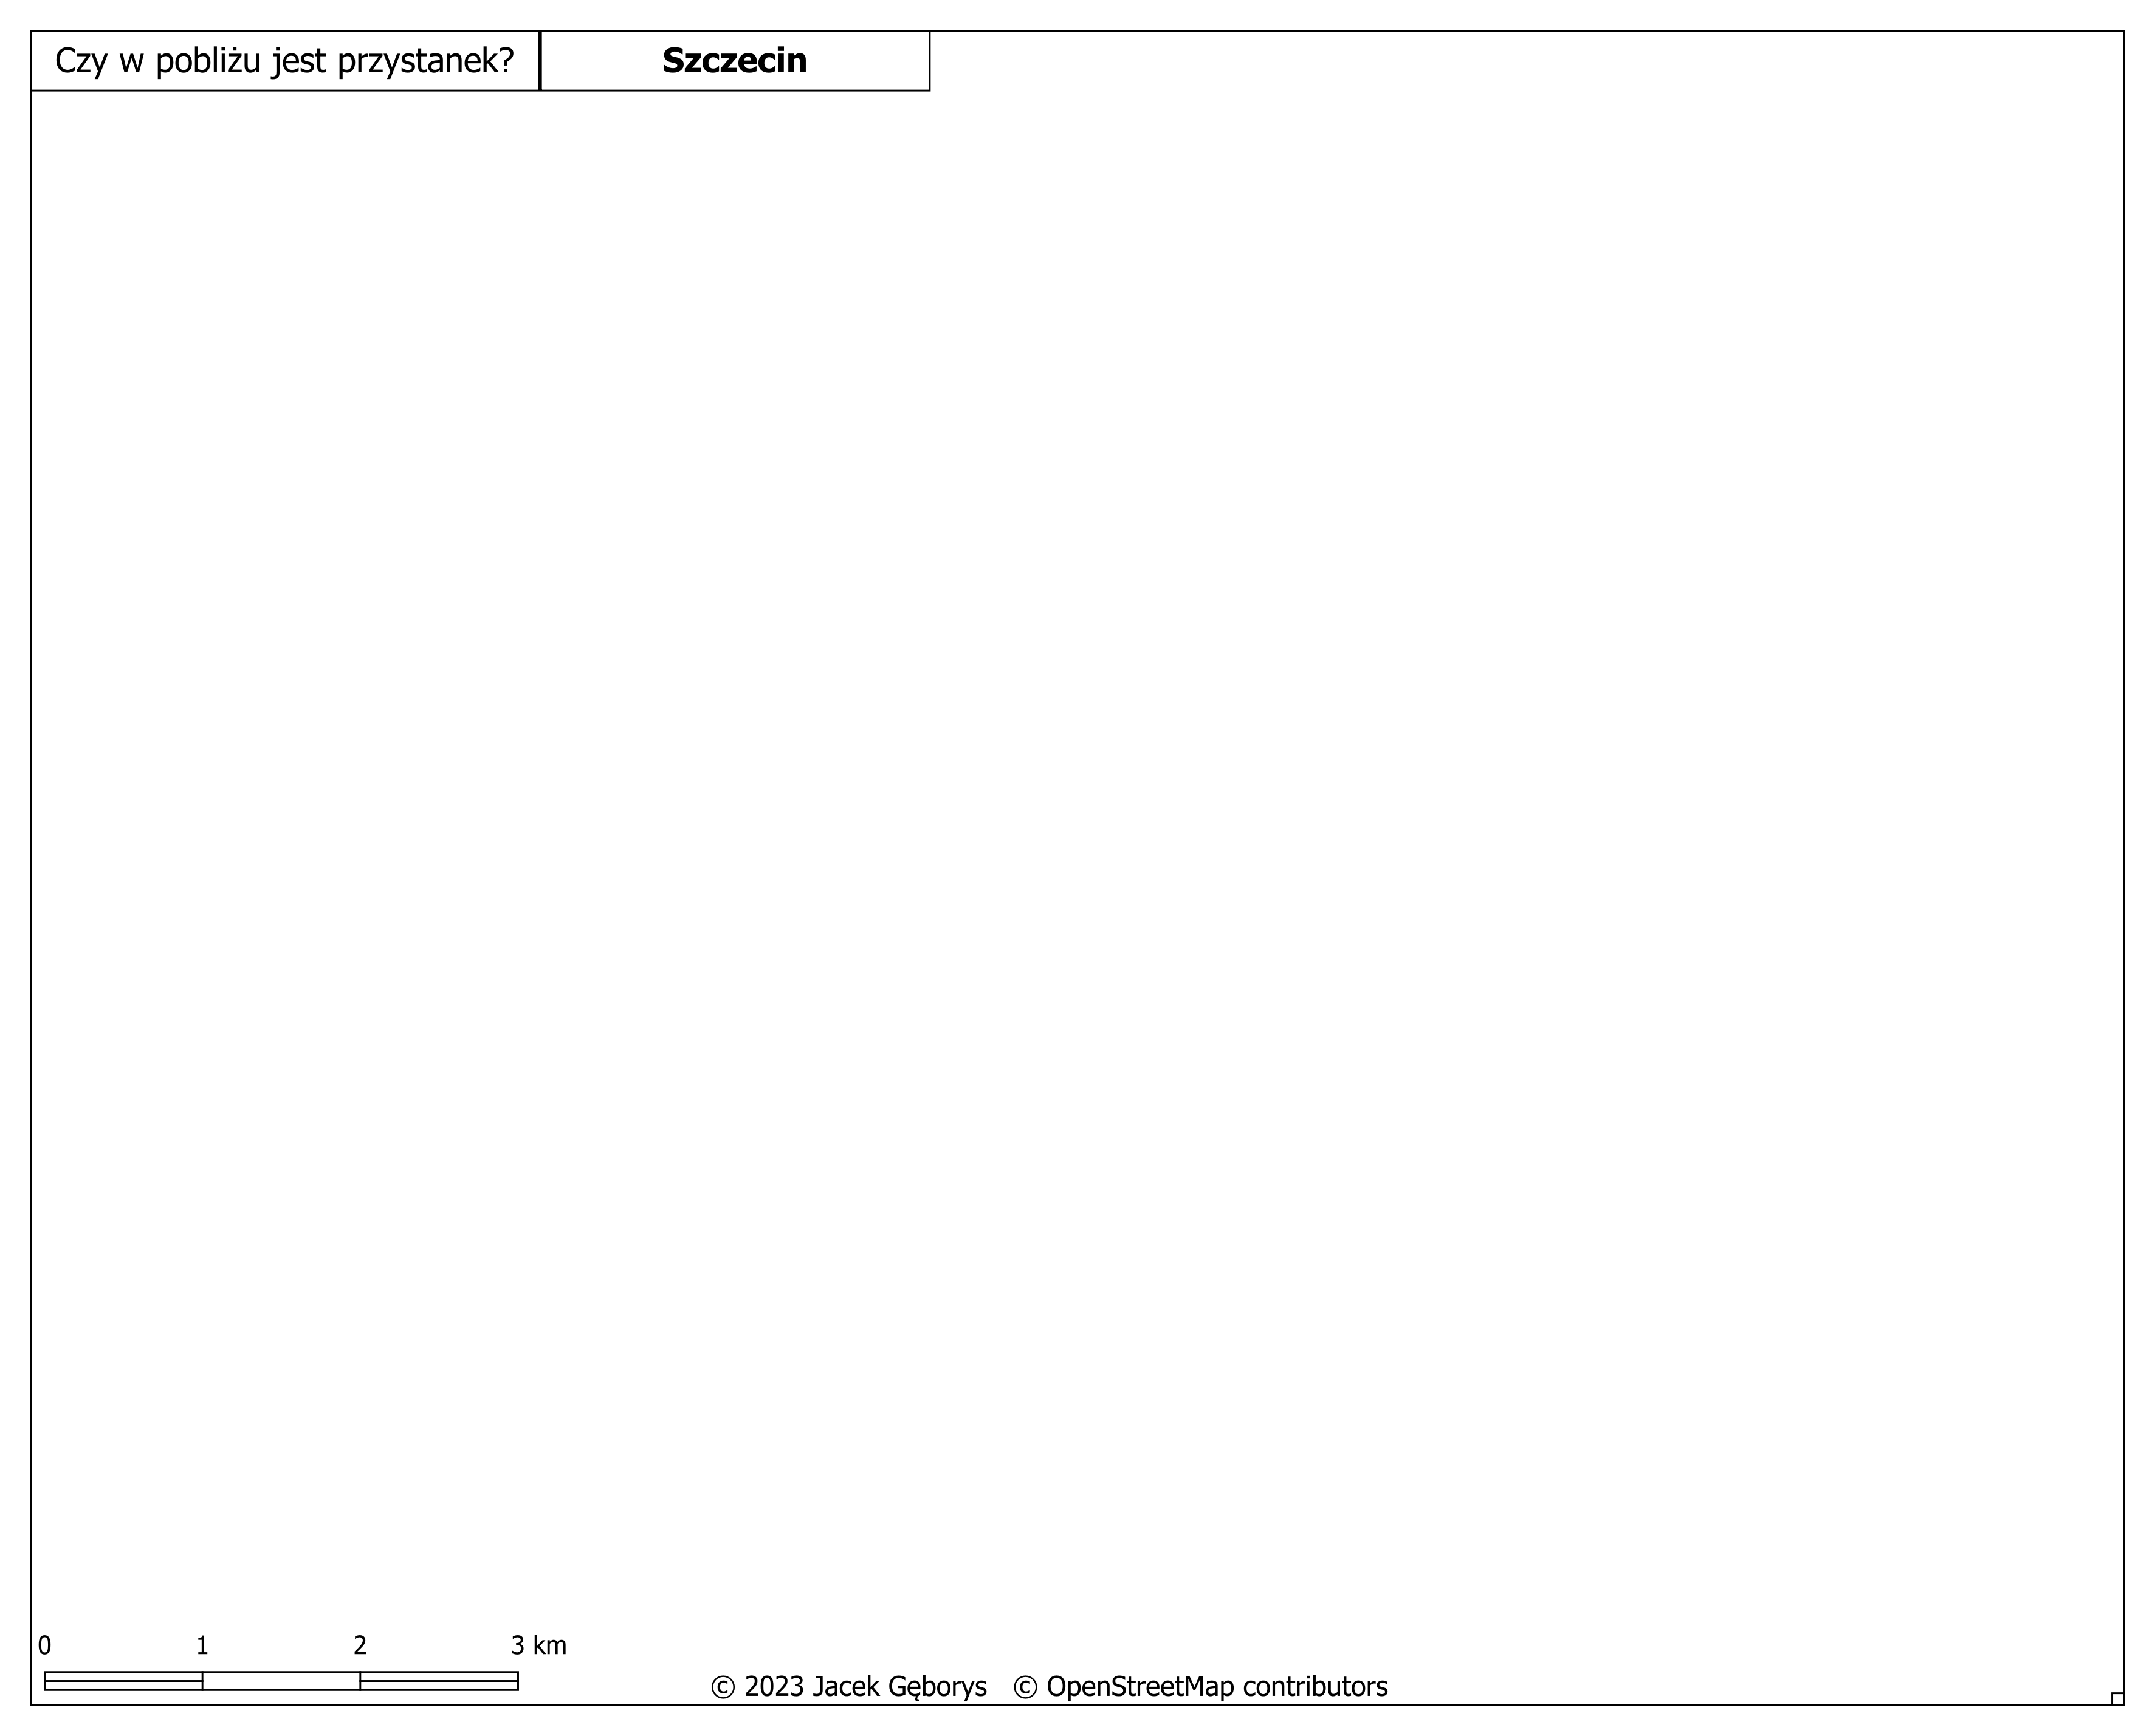 Czy w pobliżu jest przystanek?
Szczecin
0 1 2 3 km
© 2023 Jacek Gęborys © OpenStreetMap contributors